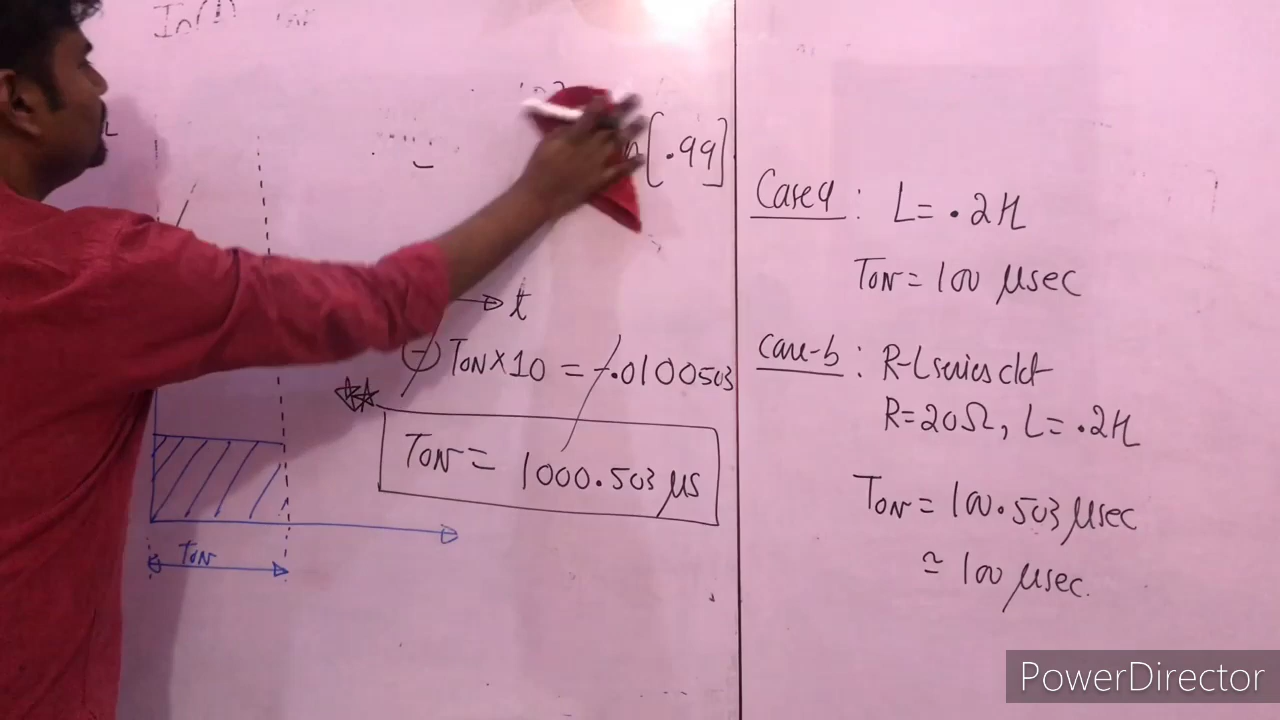 [.99]
t
TON×10 = -.0100503
TON = 1000.503 μs
TON
Case a : L = .2H
TON = 100 μsec
case-b : R-L series ckt
R=20Ω, L=.2H
TON = 100.503 μsec
≃ 100 μsec.
PowerDirector